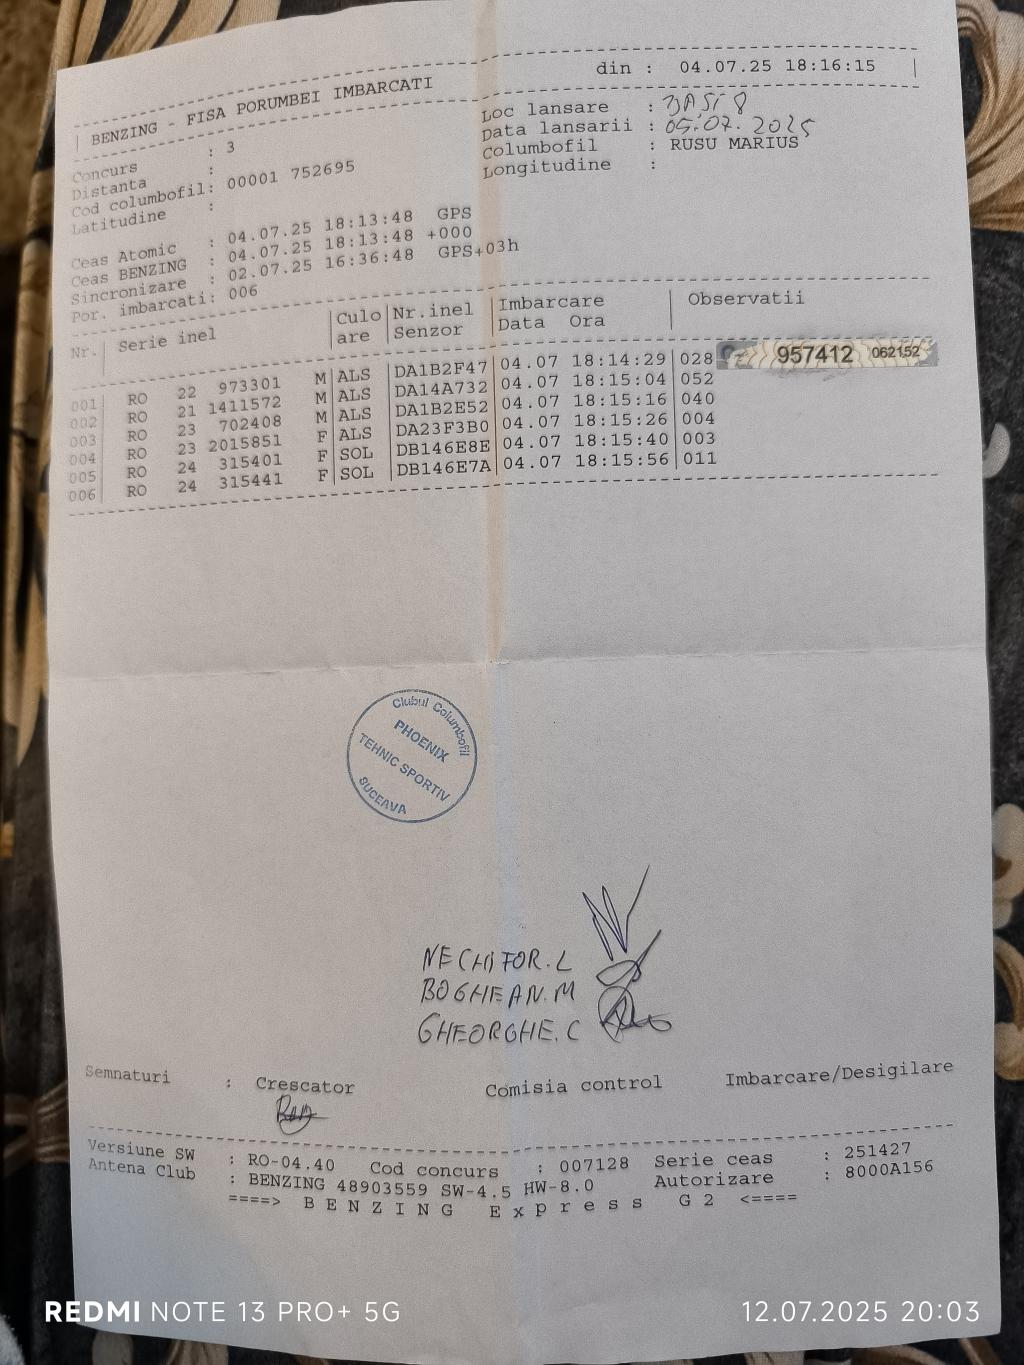 BENZING - FISA PORUMBEI IMBARCATI din : 04.07.25 18:16:15
Concurs : 3
Distanta :
Cod columbofil: 00001 752695
Latitudine :
Loc lansare :
Data lansarii : 05.07.2025
Columbofil : RUSU MARIUS
Longitudine :
Ceas Atomic : 04.07.25 18:13:48 GPS
Ceas BENZING : 04.07.25 18:13:48 +000
Sincronizare : 02.07.25 16:36:48 GPS+03h
Por. imbarcati: 006
Nr. Serie inel Culo Nr.inel Imbarcare Observatii
are Senzor Data Ora
001 RO 22 973301 M ALS DA1B2F47 04.07 18:14:29 028 957412 062152
002 RO 21 1411572 M ALS DA14A732 04.07 18:15:04 052
003 RO 23 702408 M ALS DA1B2E52 04.07 18:15:16 040
004 RO 23 2015851 F ALS DA23F3B0 04.07 18:15:26 004
005 RO 24 315401 F SOL DB146E8E 04.07 18:15:40 003
006 RO 24 315441 F SOL DB146E7A 04.07 18:15:56 011
Clubul Columbofil
PHOENIX
TEHNIC SPORTIV
SUCEAVA
NECHIFOR.L
BOGHEAN.M
GHEORGHE.C
Semnaturi : Crescator Comisia control Imbarcare/Desigilare
Versiune SW : RO-04.40 Cod concurs : 007128 Serie ceas : 251427
Antena Club : BENZING 48903559 SW-4.5 HW-8.0 Autorizare : 8000A156
====> B E N Z I N G E x p r e s s G 2 <====
REDMI NOTE 13 PRO+ 5G 12.07.2025 20:03